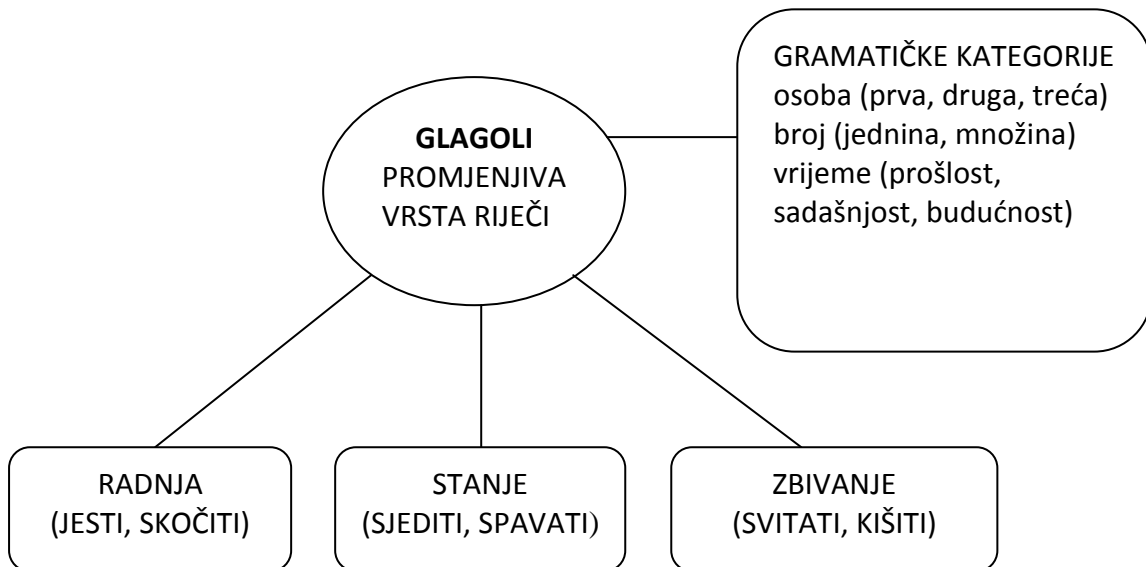 GLAGOLI
PROMJENJIVA
VRSTA RIJEČI
GRAMATIČKE KATEGORIJE
osoba (prva, druga, treća)
broj (jednina, množina)
vrijeme (prošlost,
sadašnjost, budućnost)
RADNJA
(JESTI, SKOČITI)
STANJE
(SJEDITI, SPAVATI)
ZBIVANJE
(SVITATI, KIŠITI)